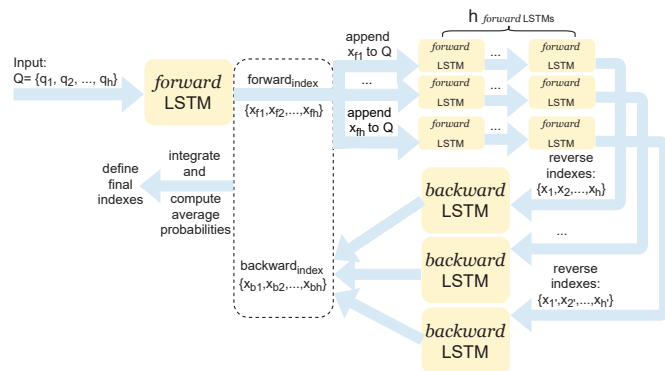 h forward LSTMs
Input:
Q= {q1, q2, ..., qh}
forward
LSTM
forwardindex
{xf1,xf2,...,xfh}
append
xf1 to Q
...
append
xfh to Q
forward
LSTM
...
forward
LSTM
forward
LSTM
...
forward
LSTM
forward
LSTM
...
forward
LSTM
define
final
indexes
integrate
and
compute
average
probabilities
reverse
indexes:
{x1,x2,...,xh}
...
reverse
indexes:
{x1',x2',...,xh'}
backward
LSTM
backward
LSTM
backward
LSTM
backwardindex
{xb1,xb2,...,xbh}